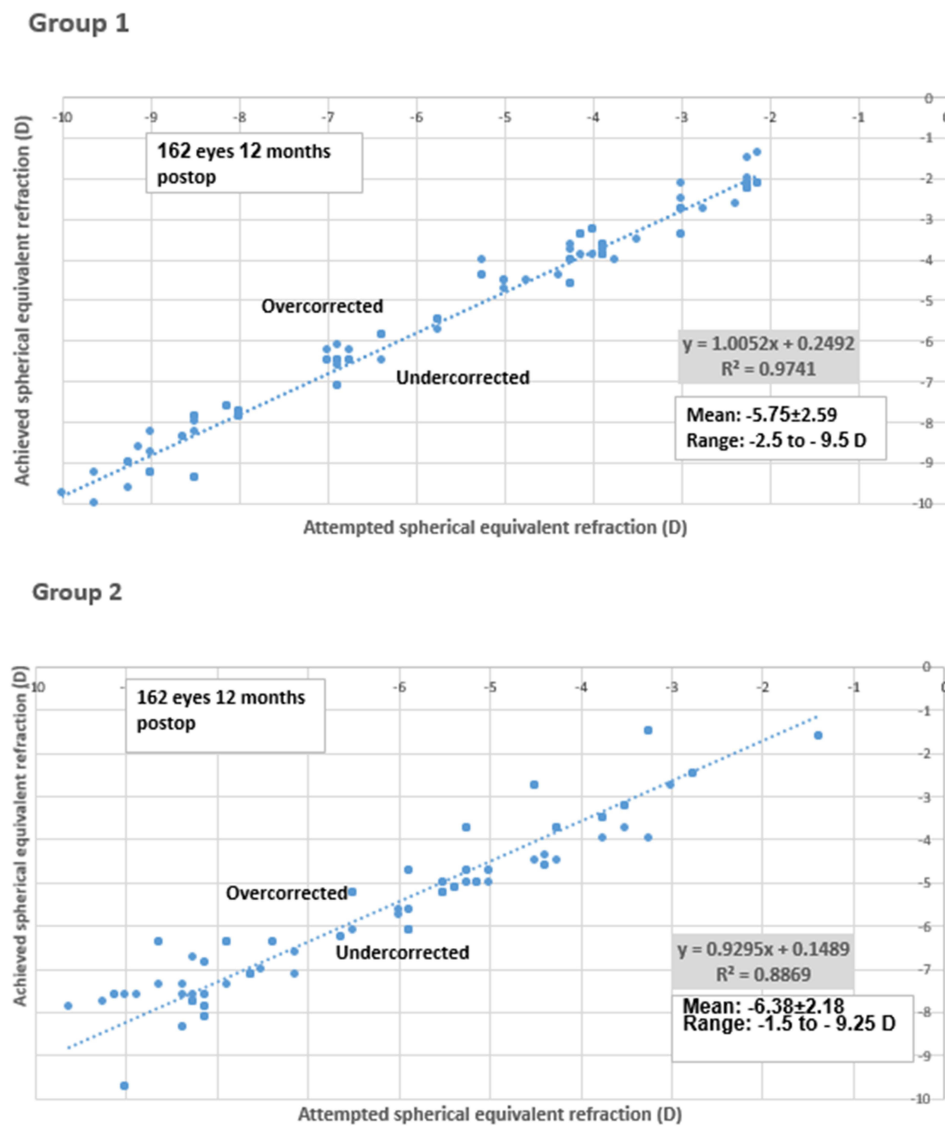 Group 1
0
-10 -9 -8 -7 -6 -5 -4 -3 -2 0
162 eyes 12 months
postop
-1
-2
-3
-4
-5
-6
-7
-8
-9
-10
Achieved spherical equivalent refraction (D)
Overcorrected
Undercorrected
y = 1.0052x + 0.2492
R² = 0.9741
Mean: -5.75±2.59
Range: -2.5 to - 9.5 D
Attempted spherical equivalent refraction (D)
Group 2
0
10 - -6 -5 -4 -3 -2 -1
162 eyes 12 months
postop
-1
-2
-3
-4
-5
-6
-7
-8
-9
-10
Achieved spherical equivalent refraction (D)
Overcorrected
Undercorrected
y = 0.9295x + 0.1489
R² = 0.8869
Mean: -6.38±2.18
Range: -1.5 to - 9.25 D
Attempted spherical equivalent refraction (D)